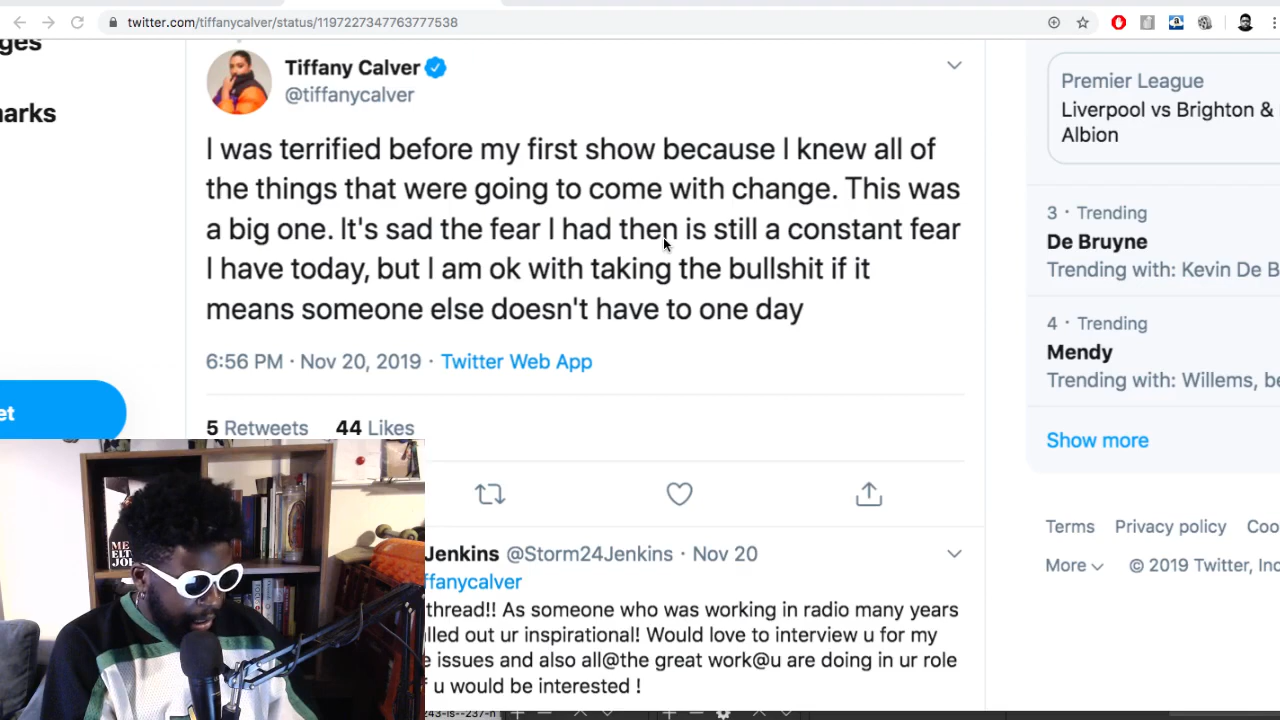 twitter.com/tiffanycalver/status/1197227347763777538
ges
arks
Tiffany Calver
@tiffanycalver
I was terrified before my first show because I knew all of
the things that were going to come with change. This was
a big one. It's sad the fear I had then is still a constant fear
I have today, but I am ok with taking the bullshit if it
means someone else doesn't have to one day
6:56 PM · Nov 20, 2019 · Twitter Web App
5 Retweets 44 Likes
et
Jenkins @Storm24Jenkins · Nov 20
ffanycalver
thread!! As someone who was working in radio many years
lled out ur inspirational! Would love to interview u for my
e issues and also all@the great work@u are doing in ur role
f u would be interested !
Premier League
Liverpool vs Brighton &
Albion
3 · Trending
De Bruyne
Trending with: Kevin De B
4 · Trending
Mendy
Trending with: Willems, be
Show more
Terms Privacy policy Coo
More © 2019 Twitter, Inc
ME
ELT
JOH